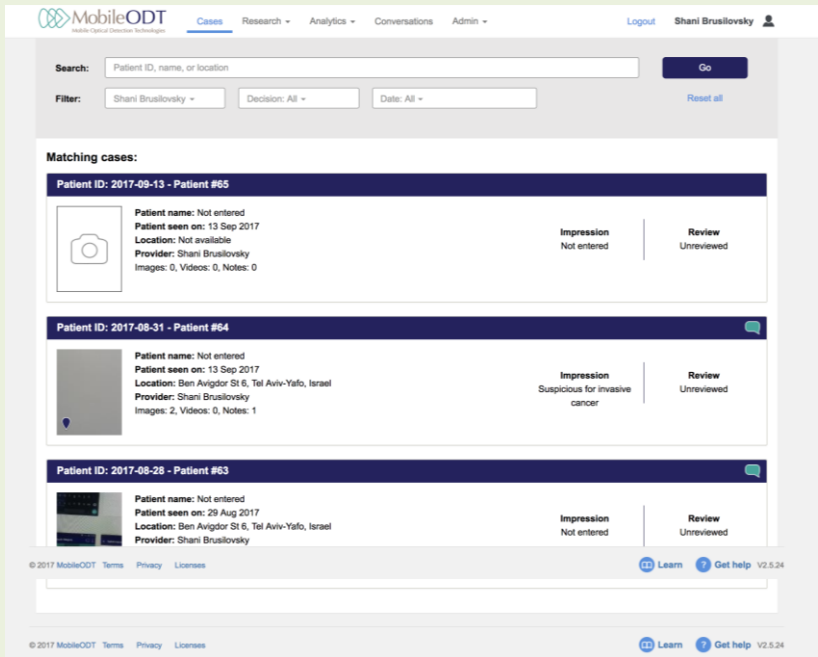 MobileODT
Mobile Optical Detection Technologies
Cases Research Analytics Conversations Admin Logout Shani Brusilovsky
Search: Patient ID, name, or location Go
Filter: Shani Brusilovsky Decision: All Date: All Reset all
Matching cases:
Patient ID: 2017-09-13 - Patient #65
Patient name: Not entered
Patient seen on: 13 Sep 2017
Location: Not available
Provider: Shani Brusilovsky
Images: 0, Videos: 0, Notes: 0
Impression
Not entered
Review
Unreviewed
Patient ID: 2017-08-31 - Patient #64
Patient name: Not entered
Patient seen on: 13 Sep 2017
Location: Ben Avigdor St 6, Tel Aviv-Yafo, Israel
Provider: Shani Brusilovsky
Images: 2, Videos: 0, Notes: 1
Impression
Suspicious for invasive
cancer
Review
Unreviewed
Patient ID: 2017-08-28 - Patient #63
Patient name: Not entered
Patient seen on: 29 Aug 2017
Location: Ben Avigdor St 6, Tel Aviv-Yafo, Israel
Provider: Shani Brusilovsky
Impression
Not entered
Review
Unreviewed
© 2017 MobileODT Terms Privacy Licenses Learn ? Get help V2.5.24
© 2017 MobileODT Terms Privacy Licenses Learn ? Get help V2.5.24